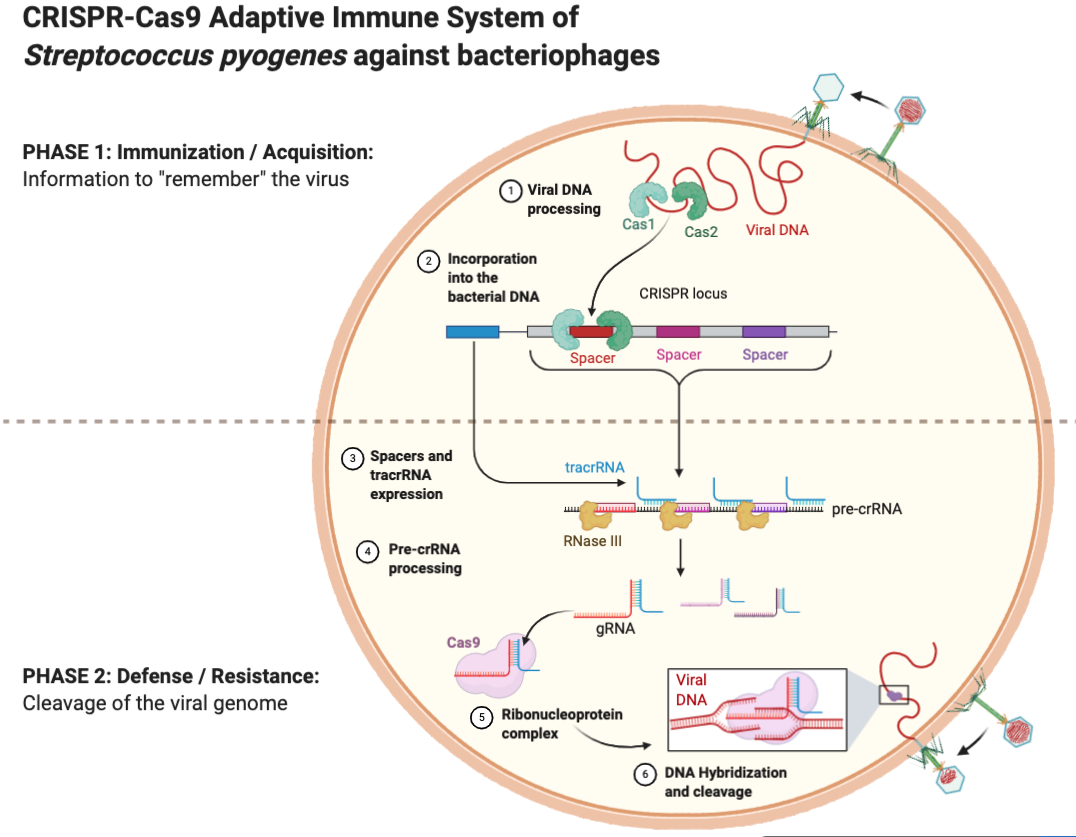 CRISPR-Cas9 Adaptive Immune System of
Streptococcus pyogenes against bacteriophages
PHASE 1: Immunization / Acquisition:
Information to "remember" the virus
1 Viral DNA
processing
Cas1
Cas2
Viral DNA
2 Incorporation
into the
bacterial DNA
CRISPR locus
Spacer
Spacer
Spacer
3 Spacers and
tracrRNA
expression
tracrRNA
pre-crRNA
RNase III
4 Pre-crRNA
processing
gRNA
Cas9
PHASE 2: Defense / Resistance:
Cleavage of the viral genome
Viral
DNA
5 Ribonucleoprotein
complex
6 DNA Hybridization
and cleavage